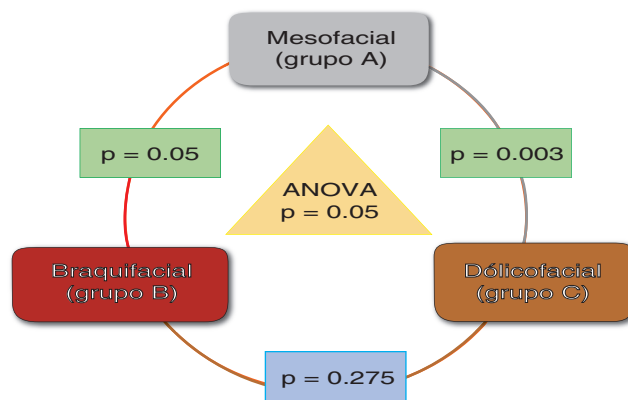 Mesofacial
(grupo A)
p = 0.05
p = 0.003
ANOVA
p = 0.05
Braquifacial
(grupo B)
Dólicofacial
(grupo C)
p = 0.275